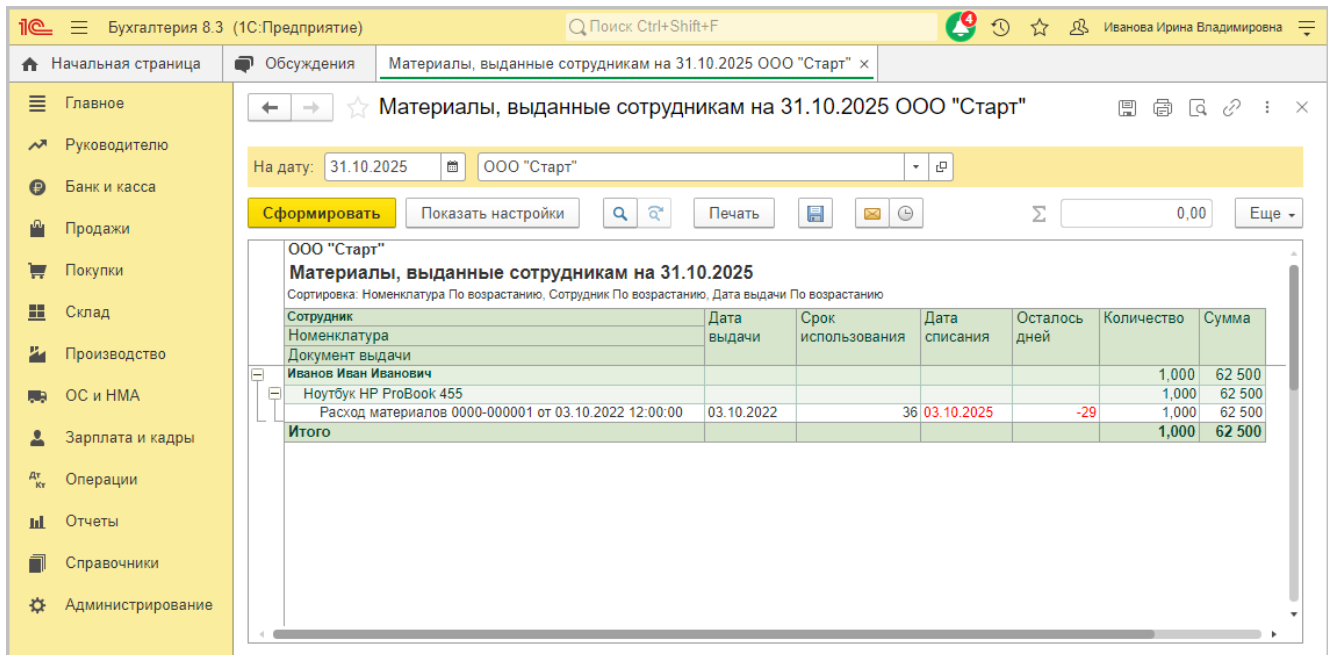 1С Бухгалтерия 8.3 (1С:Предприятие) Поиск Ctrl+Shift+F 4 Иванова Ирина Владимировна
Начальная страница Обсуждения Материалы, выданные сотрудникам на 31.10.2025 ООО "Старт" ×
Главное
Руководителю
Банк и касса
Продажи
Покупки
Склад
Производство
ОС и НМА
Зарплата и кадры
Дт Кт Операции
Отчеты
Справочники
Администрирование
Материалы, выданные сотрудникам на 31.10.2025 ООО "Старт"
На дату: 31.10.2025 ООО "Старт"
Сформировать Показать настройки Печать Σ 0,00 Еще
ООО "Старт"
Материалы, выданные сотрудникам на 31.10.2025
Сортировка: Номенклатура По возрастанию, Сотрудник По возрастанию, Дата выдачи По возрастанию
Сотрудник Дата Срок Дата Осталось Количество Сумма
Номенклатура выдачи использования списания дней
Документ выдачи
Иванов Иван Иванович 1,000 62 500
Ноутбук HP ProBook 455 1,000 62 500
Расход материалов 0000-000001 от 03.10.2022 12:00:00 03.10.2022 36 03.10.2025 -29 1,000 62 500
Итого 1,000 62 500